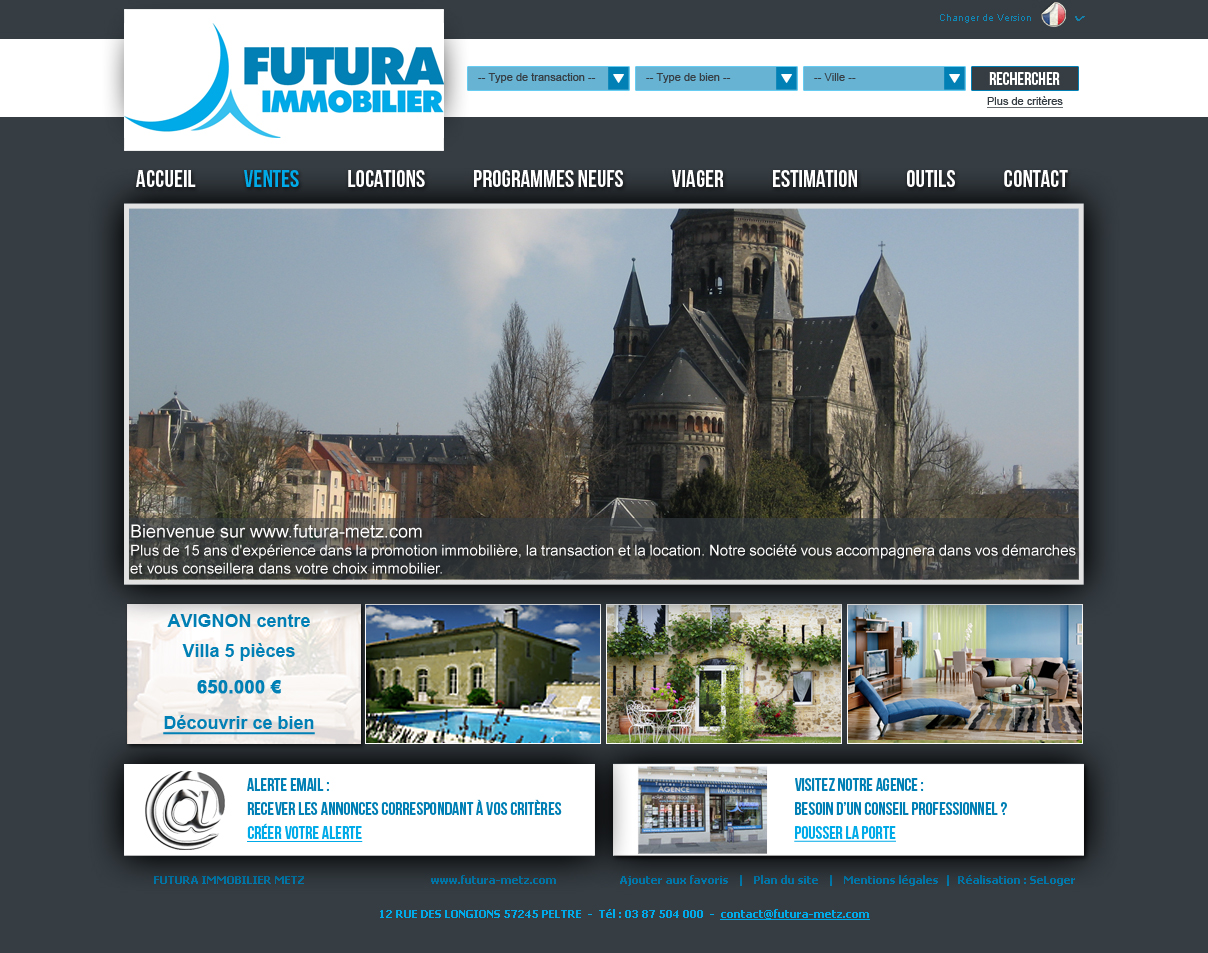 Changer de Version
FUTURA
IMMOBILIER
-- Type de transaction --
-- Type de bien --
-- Ville --
RECHERCHER
Plus de critères
ACCUEIL VENTES LOCATIONS PROGRAMMES NEUFS VIAGER ESTIMATION OUTILS CONTACT
Bienvenue sur www.futura-metz.com
Plus de 15 ans d'expérience dans la promotion immobilière, la transaction et la location. Notre société vous accompagnera dans vos démarches
et vous conseillera dans votre choix immobilier.
AVIGNON centre
Villa 5 pièces
650.000 €
Découvrir ce bien
ALERTE EMAIL :
RECEVER LES ANNONCES CORRESPONDANT À VOS CRITÈRES
CRÉER VOTRE ALERTE
Toutes Transactions Immobilières
AGENCE IMMOBILIÈRE
VISITEZ NOTRE AGENCE :
BESOIN D'UN CONSEIL PROFESSIONNEL ?
POUSSER LA PORTE
FUTURA IMMOBILIER METZ www.futura-metz.com Ajouter aux favoris | Plan du site | Mentions légales | Réalisation : SeLoger
12 RUE DES LONGIONS 57245 PELTRE - Tél : 03 87 504 000 - contact@futura-metz.com